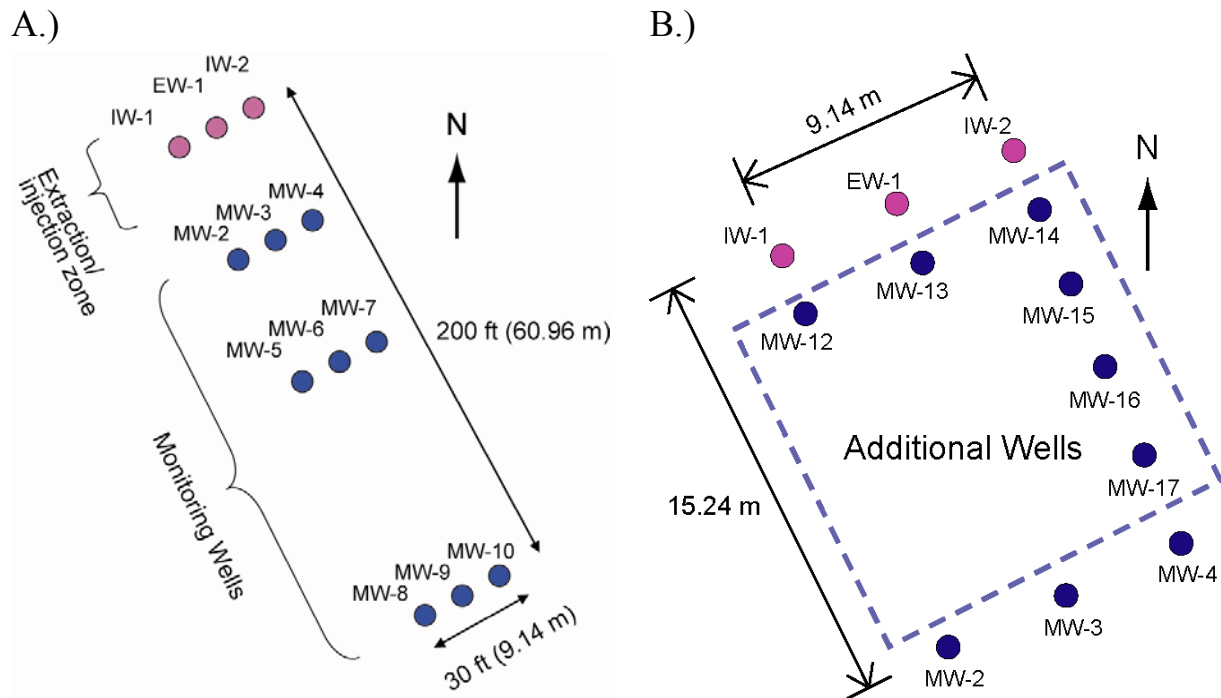 A.)
IW-2
EW-1
IW-1
N
Extraction/
injection zone
MW-4
MW-3
MW-2
MW-7
MW-6
MW-5
200 ft (60.96 m)
Monitoring Wells
MW-10
MW-9
MW-8
30 ft (9.14 m)
B.)
9.14 m
IW-2
EW-1
N
IW-1
MW-14
MW-13
MW-15
MW-12
MW-16
Additional Wells
MW-17
15.24 m
MW-4
MW-3
MW-2